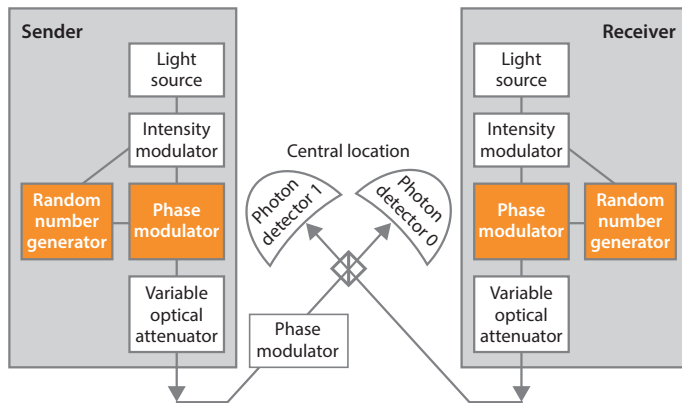 Sender
Light
source
Intensity
modulator
Random
number
generator
Phase
modulator
Variable
optical
attenuator
Central location
Photon
detector 1
Photon
detector 0
Phase
modulator
Receiver
Light
source
Intensity
modulator
Phase
modulator
Random
number
generator
Variable
optical
attenuator